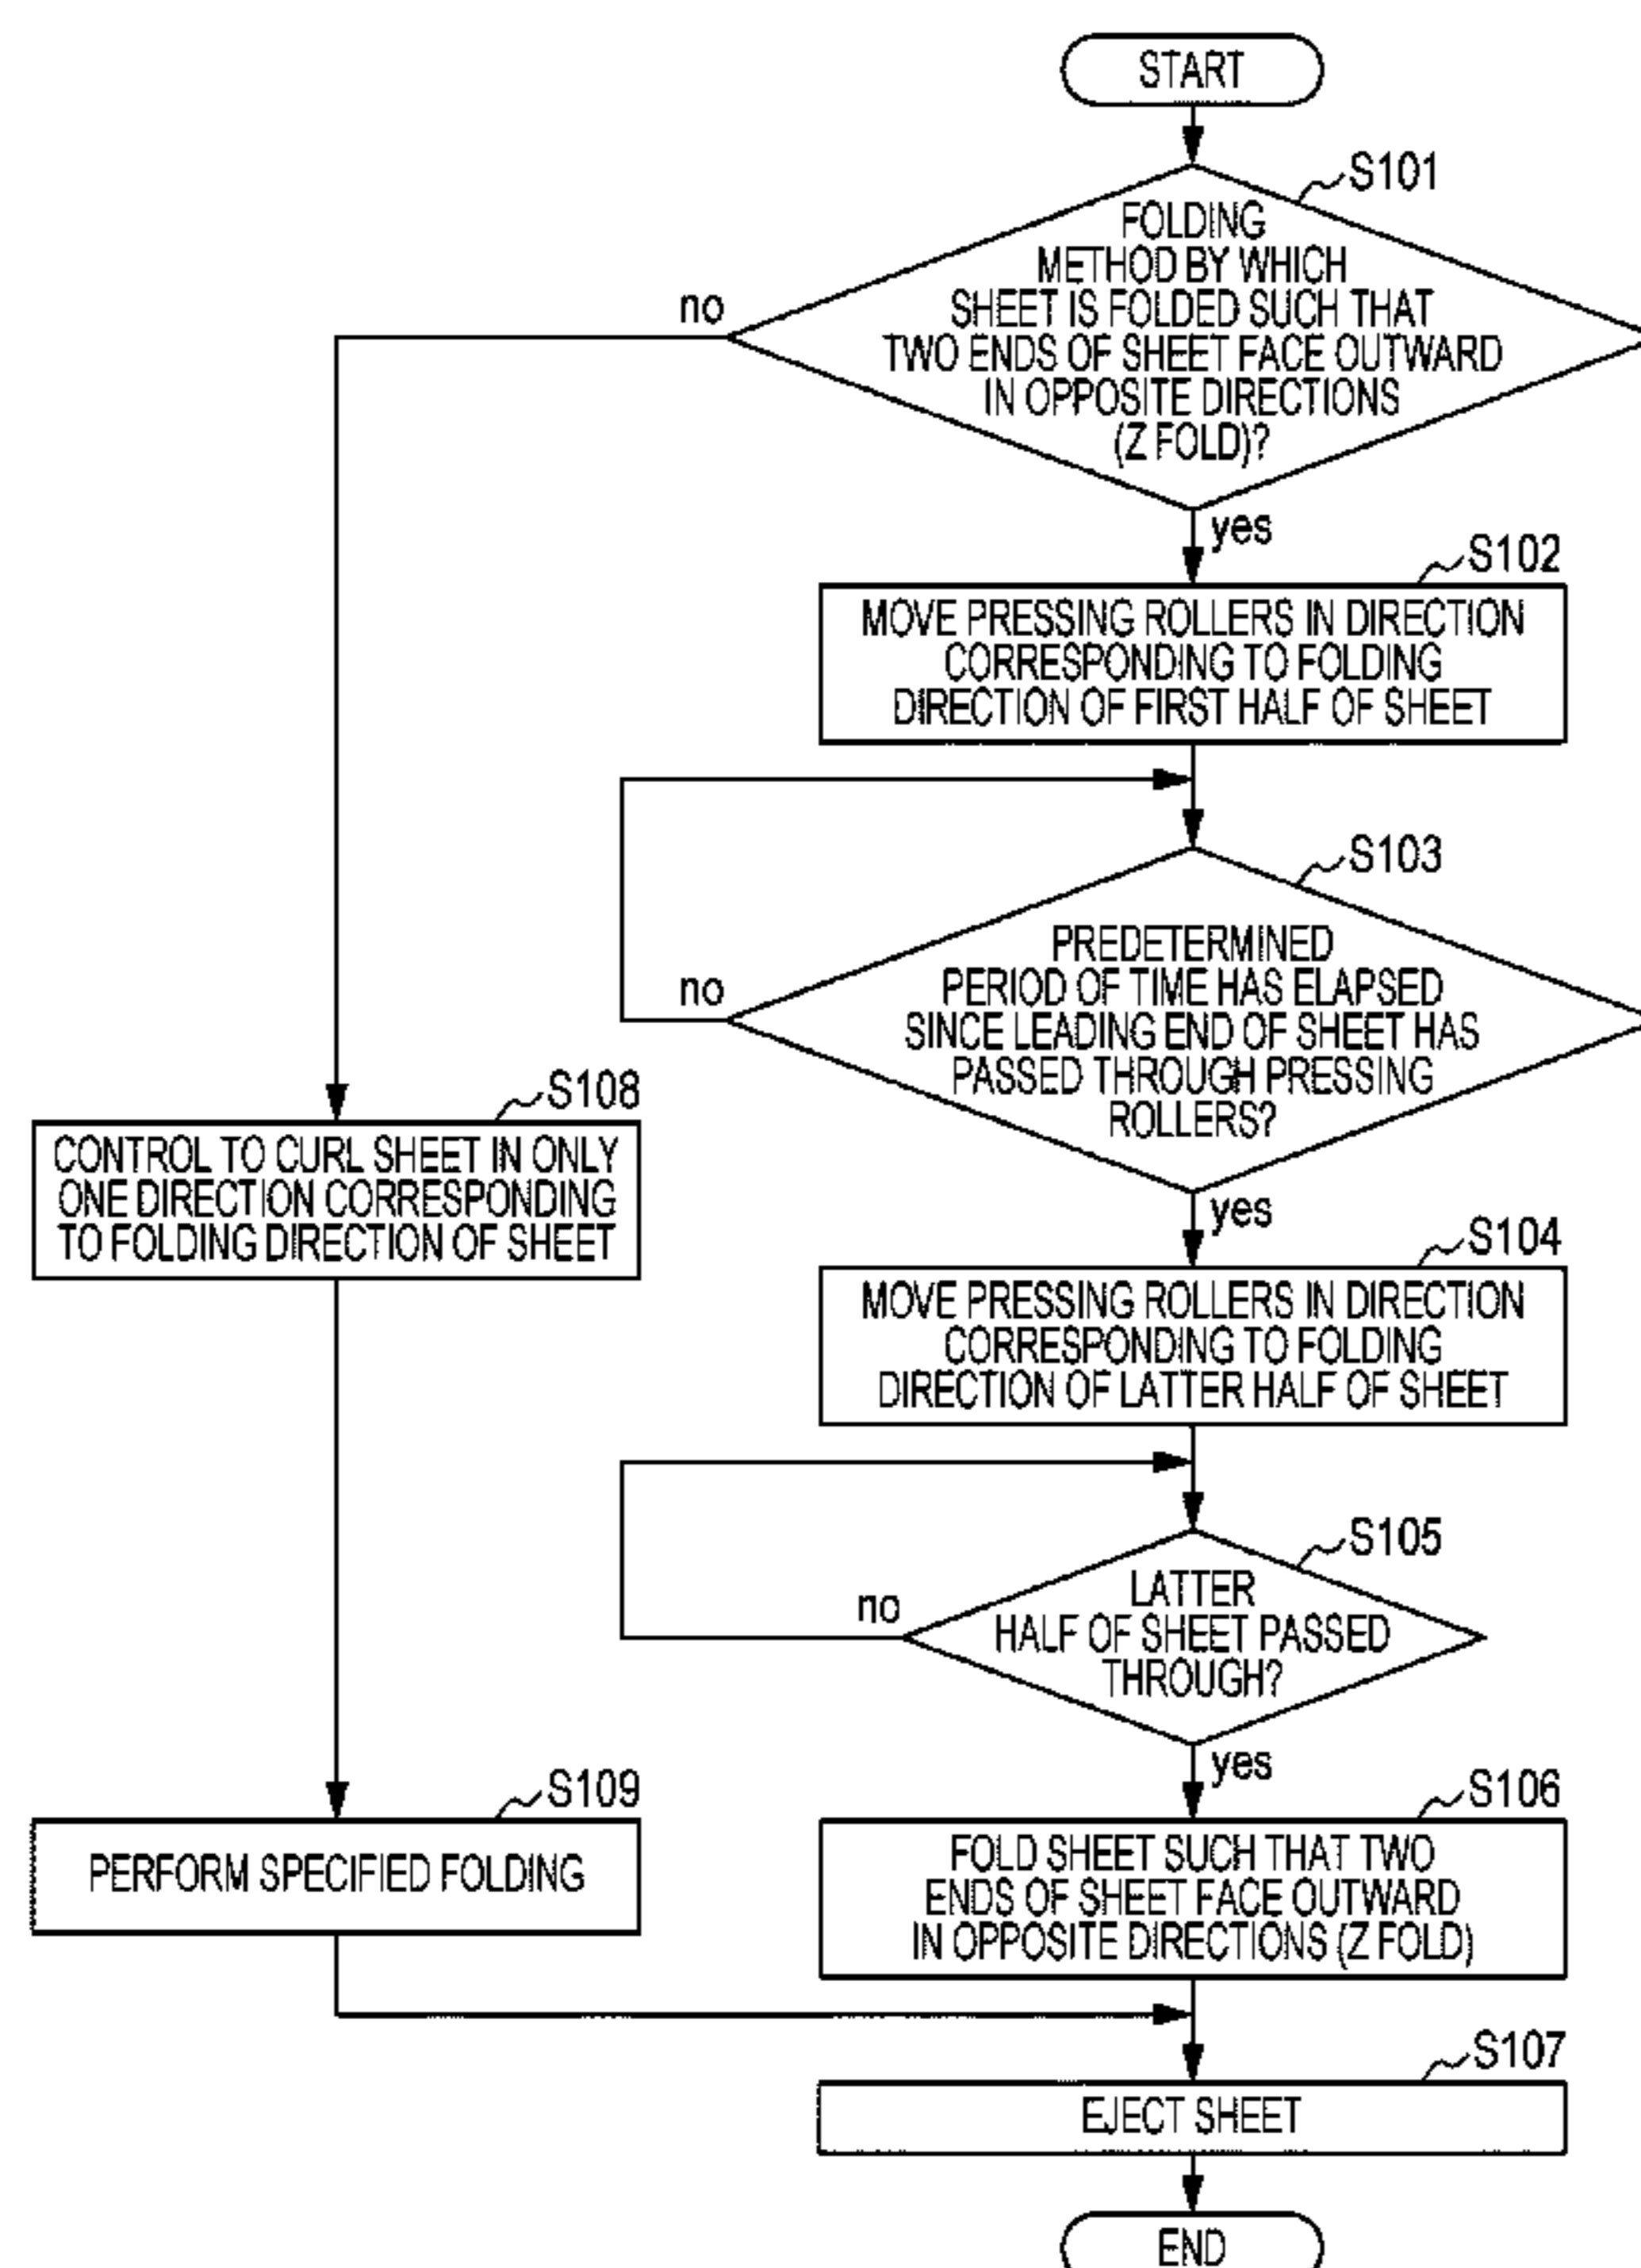 START
S101
FOLDING
METHOD BY WHICH
SHEET IS FOLDED SUCH THAT
TWO ENDS OF SHEET FACE OUTWARD
IN OPPOSITE DIRECTIONS
(Z FOLD)?
no
yes
S102
MOVE PRESSING ROLLERS IN DIRECTION
CORRESPONDING TO FOLDING
DIRECTION OF FIRST HALF OF SHEET
S103
PREDETERMINED
PERIOD OF TIME HAS ELAPSED
SINCE LEADING END OF SHEET HAS
PASSED THROUGH PRESSING
ROLLERS?
no
yes
S108
CONTROL TO CURL SHEET IN ONLY
ONE DIRECTION CORRESPONDING
TO FOLDING DIRECTION OF SHEET
S104
MOVE PRESSING ROLLERS IN DIRECTION
CORRESPONDING TO FOLDING
DIRECTION OF LATTER HALF OF SHEET
S105
LATTER
HALF OF SHEET PASSED
THROUGH?
no
yes
S109
PERFORM SPECIFIED FOLDING
S106
FOLD SHEET SUCH THAT TWO
ENDS OF SHEET FACE OUTWARD
IN OPPOSITE DIRECTIONS (Z FOLD)
S107
EJECT SHEET
END